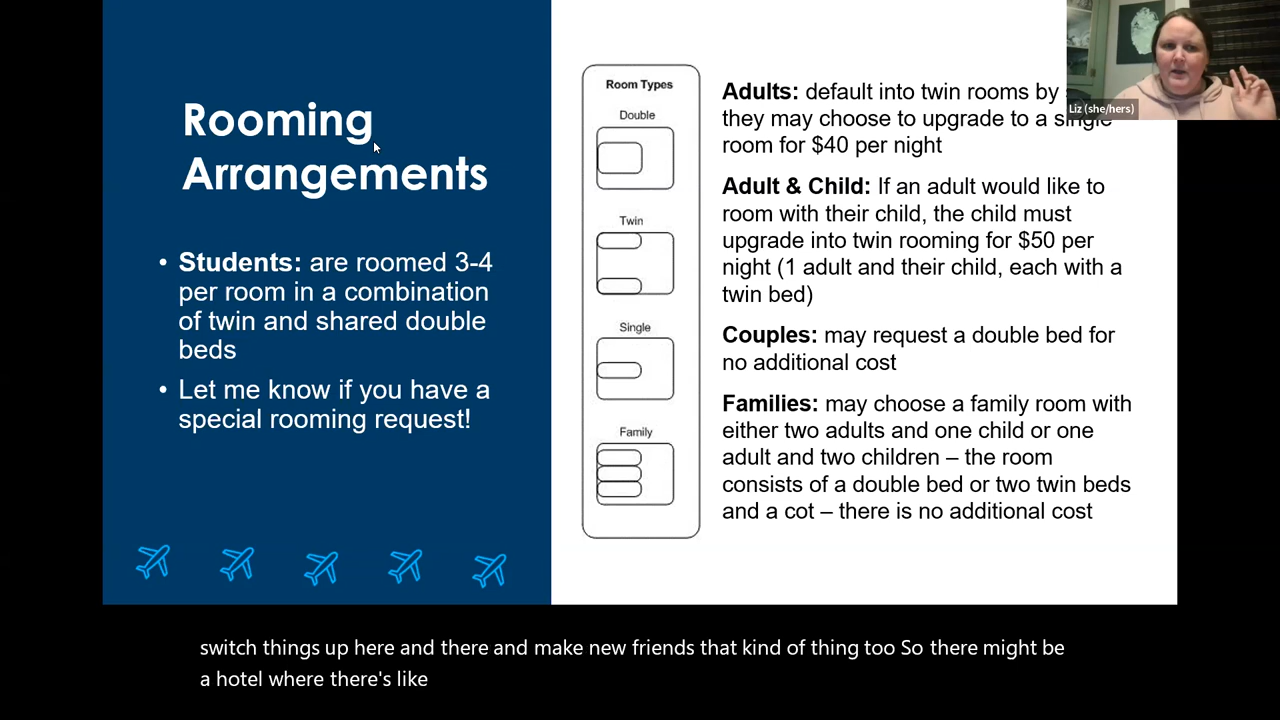 Rooming
Arrangements
• Students: are roomed 3-4
per room in a combination
of twin and shared double
beds
• Let me know if you have a
special rooming request!
Room Types
Double
Twin
Single
Family
Adults: default into twin rooms by
they may choose to upgrade to a single
room for $40 per night
Adult & Child: If an adult would like to
room with their child, the child must
upgrade into twin rooming for $50 per
night (1 adult and their child, each with a
twin bed)
Couples: may request a double bed for
no additional cost
Families: may choose a family room with
either two adults and one child or one
adult and two children – the room
consists of a double bed or two twin beds
and a cot – there is no additional cost
Liz (she/hers)
switch things up here and there and make new friends that kind of thing too So there might be
a hotel where there's like